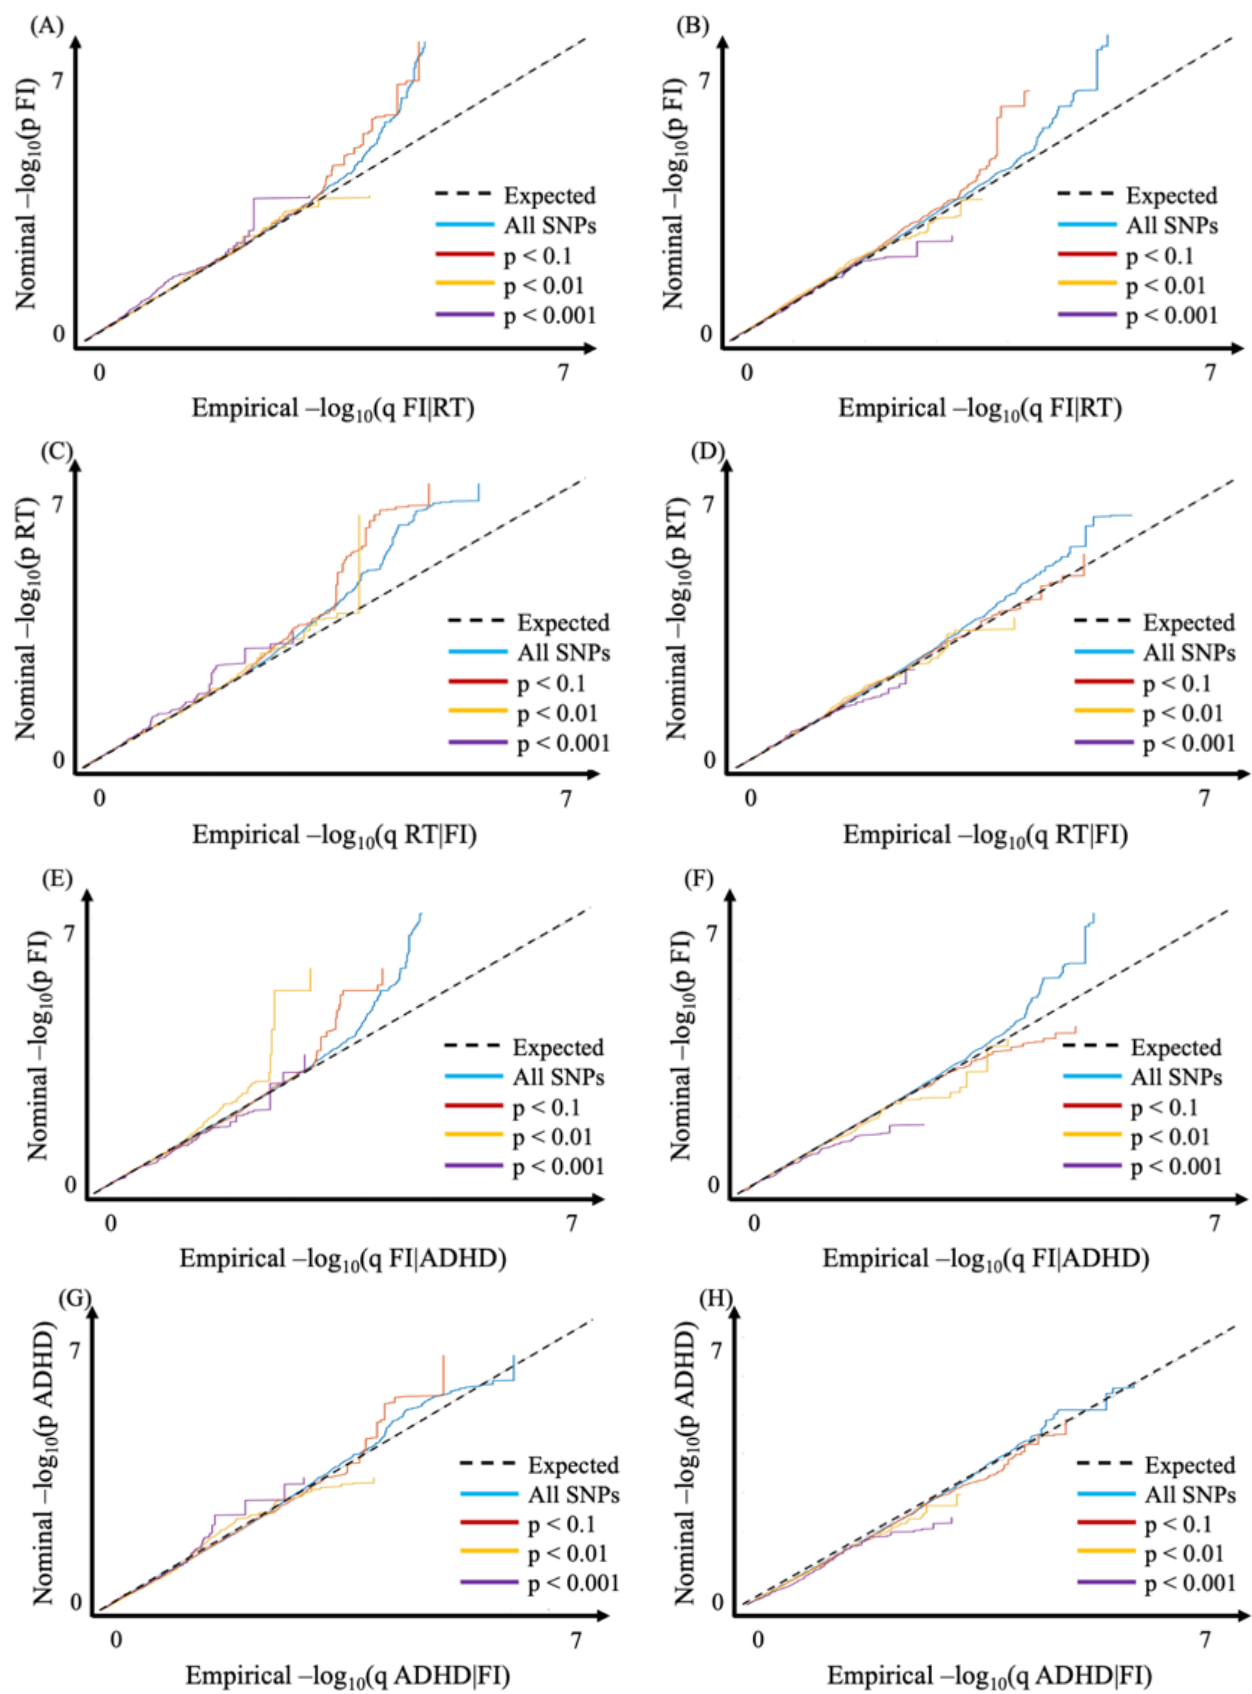 (A)
7
Nominal –log10(p FI)
0
Expected
All SNPs
p < 0.1
p < 0.01
p < 0.001
0 7
Empirical –log10(q FI|RT)
(B)
7
Nominal –log10(p FI)
0
Expected
All SNPs
p < 0.1
p < 0.01
p < 0.001
0 7
Empirical –log10(q FI|RT)
(C)
7
Nominal –log10(p RT)
0
Expected
All SNPs
p < 0.1
p < 0.01
p < 0.001
0 7
Empirical –log10(q RT|FI)
(D)
7
Nominal –log10(p RT)
0
Expected
All SNPs
p < 0.1
p < 0.01
p < 0.001
0 7
Empirical –log10(q RT|FI)
(E)
7
Nominal –log10(p FI)
0
Expected
All SNPs
p < 0.1
p < 0.01
p < 0.001
0 7
Empirical –log10(q FI|ADHD)
(F)
7
Nominal –log10(p FI)
0
Expected
All SNPs
p < 0.1
p < 0.01
p < 0.001
0 7
Empirical –log10(q FI|ADHD)
(G)
7
Nominal –log10(p ADHD)
0
Expected
All SNPs
p < 0.1
p < 0.01
p < 0.001
0 7
Empirical –log10(q ADHD|FI)
(H)
7
Nominal –log10(p ADHD)
0
Expected
All SNPs
p < 0.1
p < 0.01
p < 0.001
0 7
Empirical –log10(q ADHD|FI)